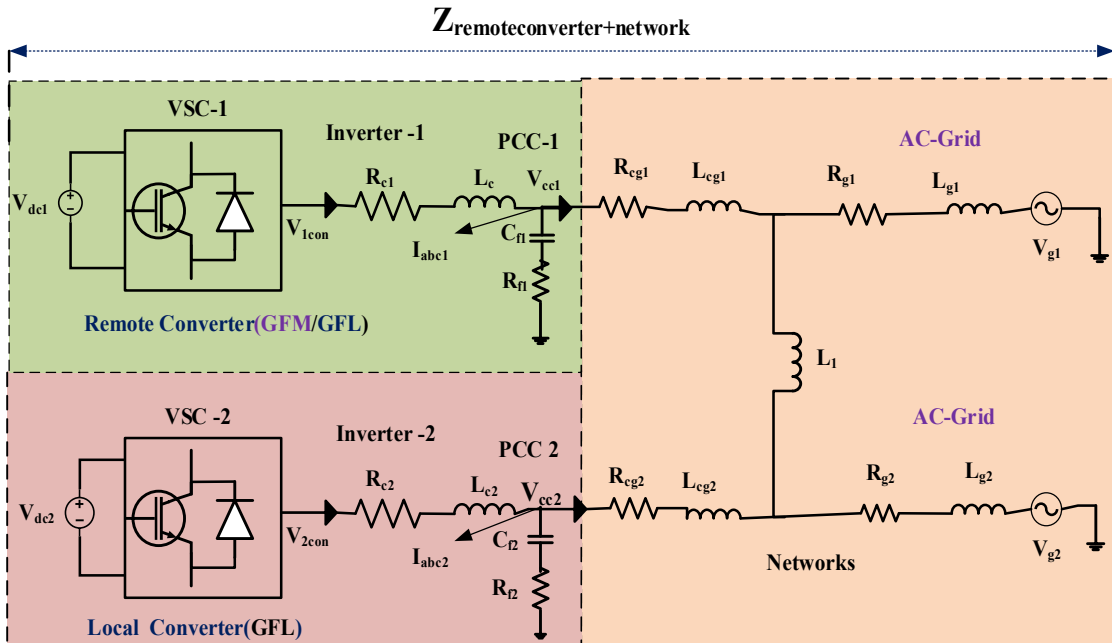 Zremoteconverter+network
VSC-1
Inverter -1
PCC-1
AC-Grid
Rc1
Lc
Vcc1
Rcg1
Lcg1
Rg1
Lg1
Vdc1
V1con
Iabc1
Cf1
Rf1
Vg1
Remote Converter(GFM/GFL)
L1
VSC -2
Inverter -2
PCC 2
AC-Grid
Rc2
Lc2
Vcc2
Rcg2
Lcg2
Rg2
Lg2
Vdc2
V2con
Iabc2
Cf2
Rf2
Vg2
Networks
Local Converter(GFL)